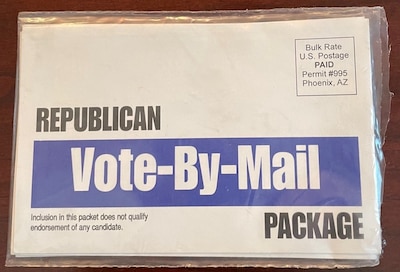 Bulk Rate
U.S. Postage
PAID
Permit #995
Phoenix, AZ
REPUBLICAN
Vote-By-Mail
Inclusion in this packet does not qualify
endorsement of any candidate.
PACKAGE